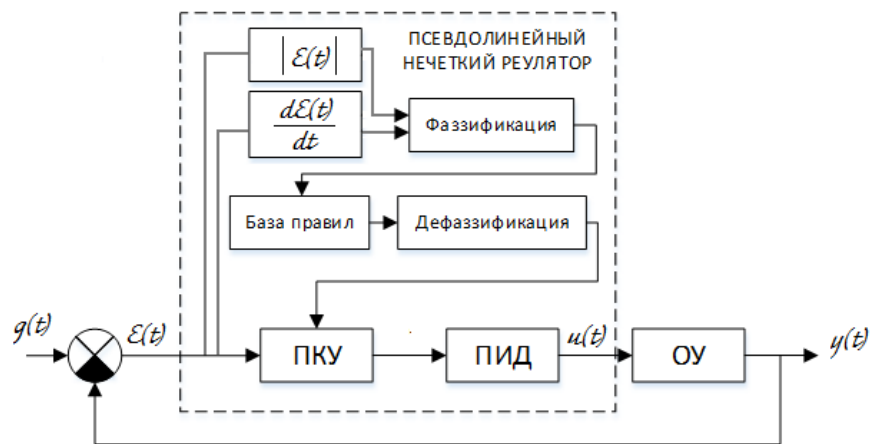 ПСЕВДОЛИНЕЙНЫЙ
НЕЧЕТКИЙ РЕУЛЯТОР
|ℰ(t)|
dℰ(t)
dt
Фаззификация
База правил
Дефаззификация
g(t)
ℰ(t)
ПКУ
ПИД
u(t)
ОУ
y(t)